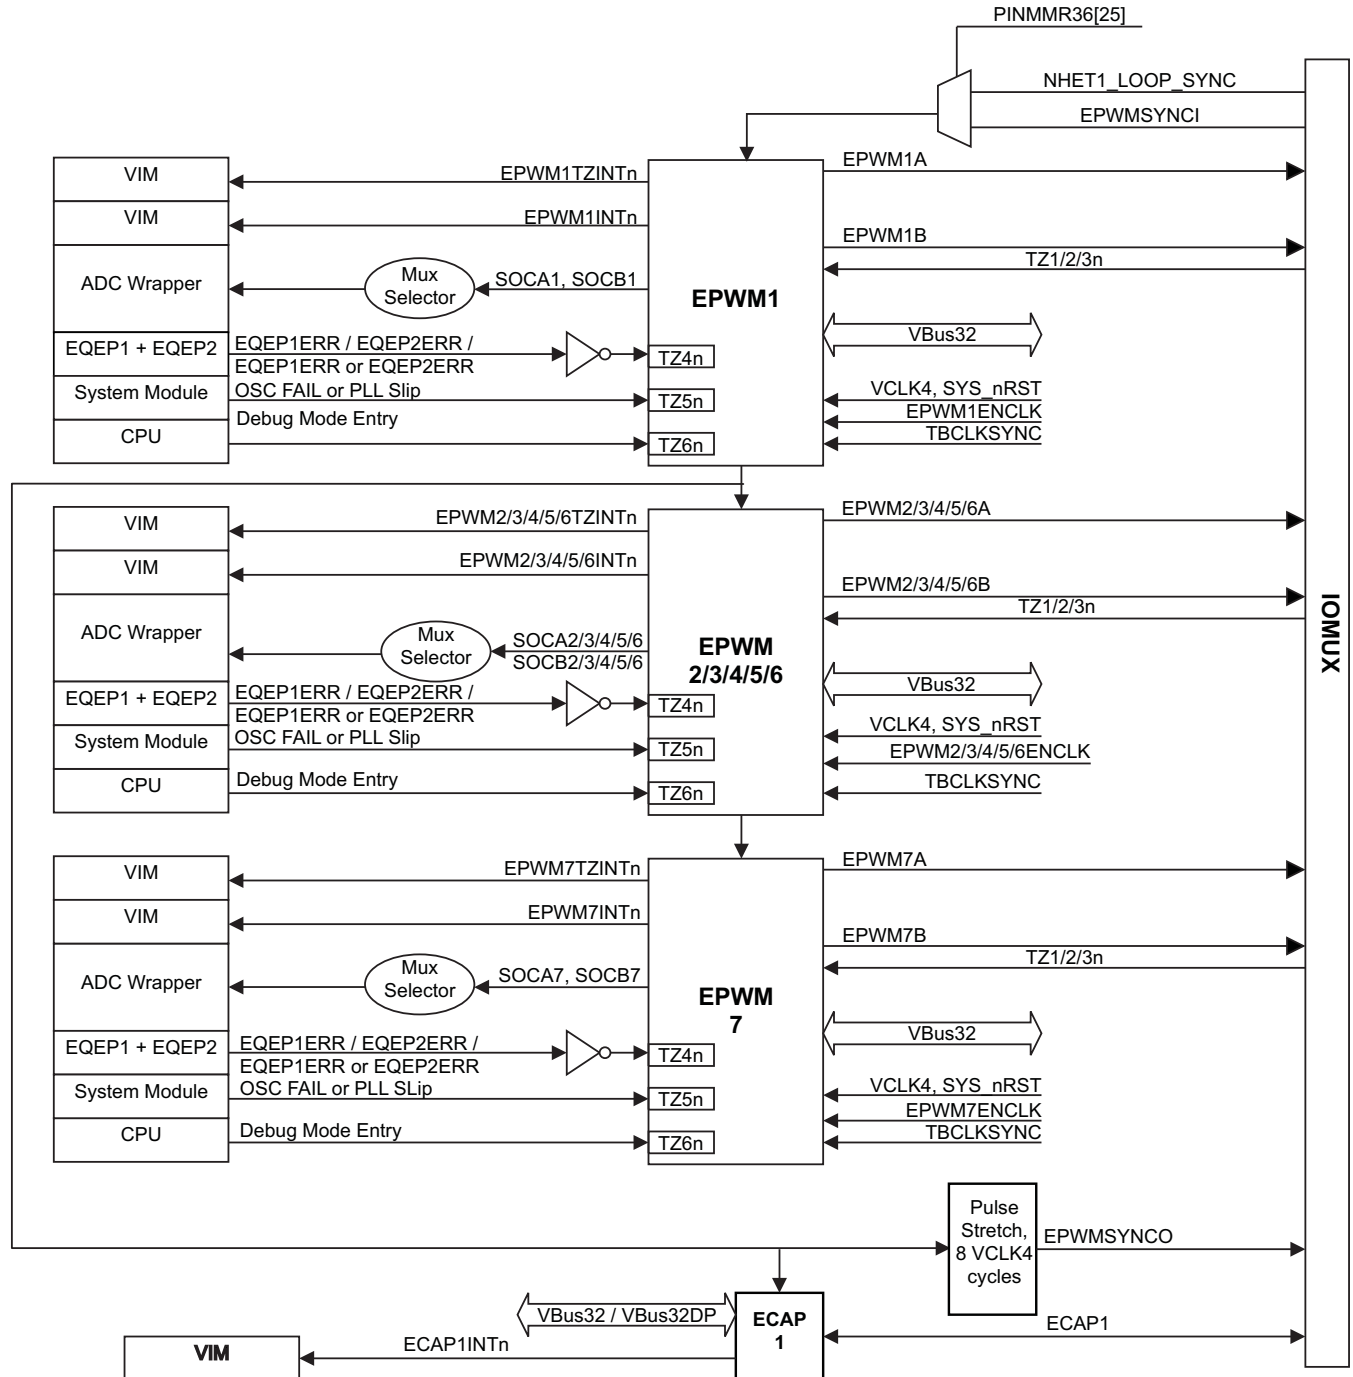 PINMMR36[25]
NHET1_LOOP_SYNC
EPWMSYNCI
IOMUX
VIM
EPWM1TZINTn
EPWM1A
VIM
EPWM1INTn
EPWM1B
TZ1/2/3n
ADC Wrapper
Mux
Selector
SOCA1, SOCB1
EPWM1
VBus32
EQEP1 + EQEP2
EQEP1ERR / EQEP2ERR /
EQEP1ERR or EQEP2ERR
TZ4n
System Module
OSC FAIL or PLL Slip
TZ5n
VCLK4, SYS_nRST
EPWM1ENCLK
TBCLKSYNC
CPU
Debug Mode Entry
TZ6n
VIM
EPWM2/3/4/5/6TZINTn
EPWM2/3/4/5/6A
VIM
EPWM2/3/4/5/6INTn
EPWM2/3/4/5/6B
TZ1/2/3n
ADC Wrapper
Mux
Selector
SOCA2/3/4/5/6
SOCB2/3/4/5/6
EPWM
2/3/4/5/6
VBus32
EQEP1 + EQEP2
EQEP1ERR / EQEP2ERR /
EQEP1ERR or EQEP2ERR
TZ4n
System Module
OSC FAIL or PLL Slip
TZ5n
VCLK4, SYS_nRST
EPWM2/3/4/5/6ENCLK
TBCLKSYNC
CPU
Debug Mode Entry
TZ6n
VIM
EPWM7TZINTn
EPWM7A
VIM
EPWM7INTn
EPWM7B
TZ1/2/3n
ADC Wrapper
Mux
Selector
SOCA7, SOCB7
EPWM
7
VBus32
EQEP1 + EQEP2
EQEP1ERR / EQEP2ERR /
EQEP1ERR or EQEP2ERR
TZ4n
System Module
OSC FAIL or PLL SLip
TZ5n
VCLK4, SYS_nRST
EPWM7ENCLK
TBCLKSYNC
CPU
Debug Mode Entry
TZ6n
Pulse
Stretch,
8 VCLK4
cycles
EPWMSYNCO
VBus32 / VBus32DP
ECAP
1
ECAP1
VIM
ECAP1INTn